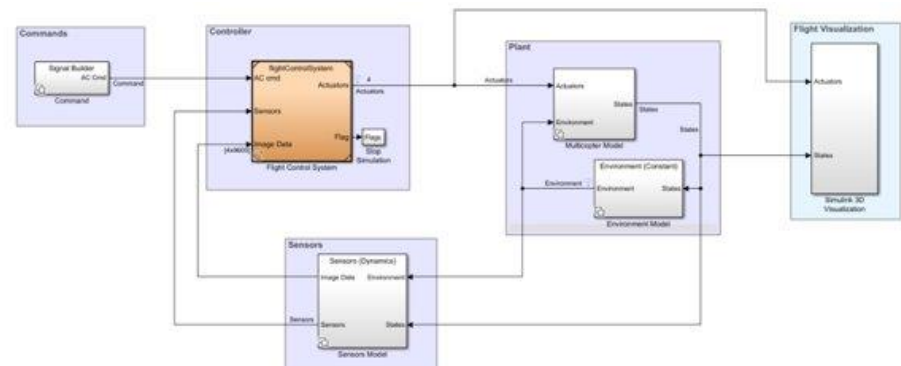 Commands
Signal Builder
AC Cmd
Command
Command
Controller
flightControlSystem
AC cmd
Actuators
4
Actuators
Sensors
Image Data
Flag
Flight Control System
Flags
Stop
Simulation
Plant
Actuators
Actuators
States
States
Environment
Multicopter Model
States
Environment (Constant)
Environment
Environment
States
Environment Model
Flight Visualization
Actuators
States
Simulink 3D
Visualization
Sensors
Sensors (Dynamics)
Image Data
Environment
Sensors
Sensors
States
Sensors Model